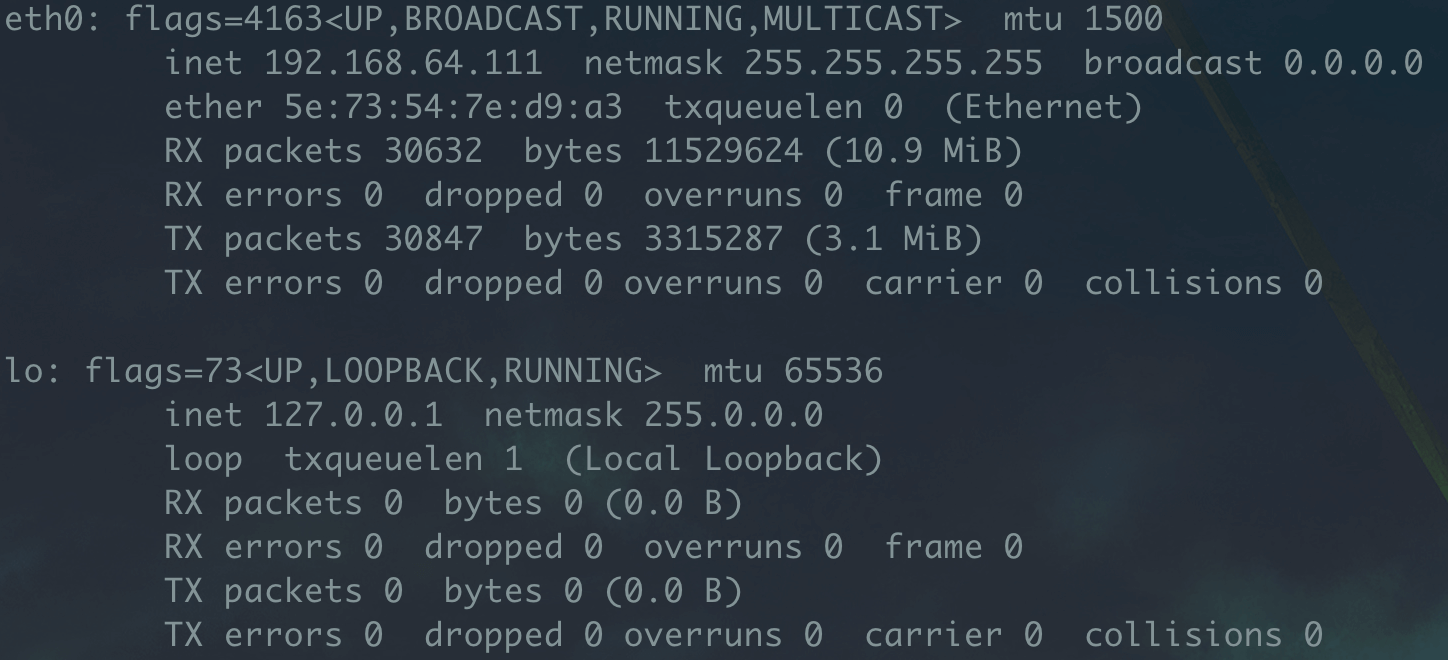 eth0: flags=4163<UP,BROADCAST,RUNNING,MULTICAST>  mtu 1500
        inet 192.168.64.111  netmask 255.255.255.255  broadcast 0.0.0.0
        ether 5e:73:54:7e:d9:a3  txqueuelen 0  (Ethernet)
        RX packets 30632  bytes 11529624 (10.9 MiB)
        RX errors 0  dropped 0  overruns 0  frame 0
        TX packets 30847  bytes 3315287 (3.1 MiB)
        TX errors 0  dropped 0 overruns 0  carrier 0  collisions 0

lo: flags=73<UP,LOOPBACK,RUNNING>  mtu 65536
        inet 127.0.0.1  netmask 255.0.0.0
        loop  txqueuelen 1  (Local Loopback)
        RX packets 0  bytes 0 (0.0 B)
        RX errors 0  dropped 0  overruns 0  frame 0
        TX packets 0  bytes 0 (0.0 B)
        TX errors 0  dropped 0 overruns 0  carrier 0  collisions 0